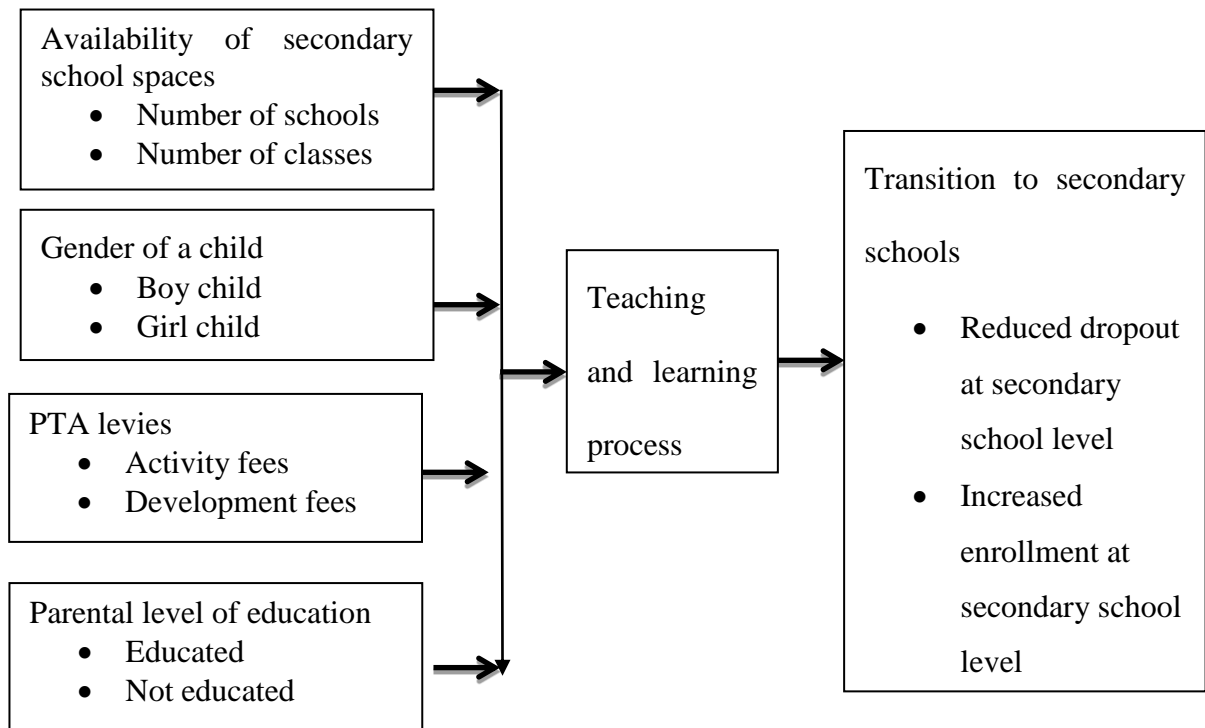 Availability of secondary
school spaces
• Number of schools
• Number of classes
Gender of a child
• Boy child
• Girl child
PTA levies
• Activity fees
• Development fees
Parental level of education
• Educated
• Not educated
Teaching
and learning
process
Transition to secondary
schools
• Reduced dropout
at secondary
school level
• Increased
enrollment at
secondary school
level